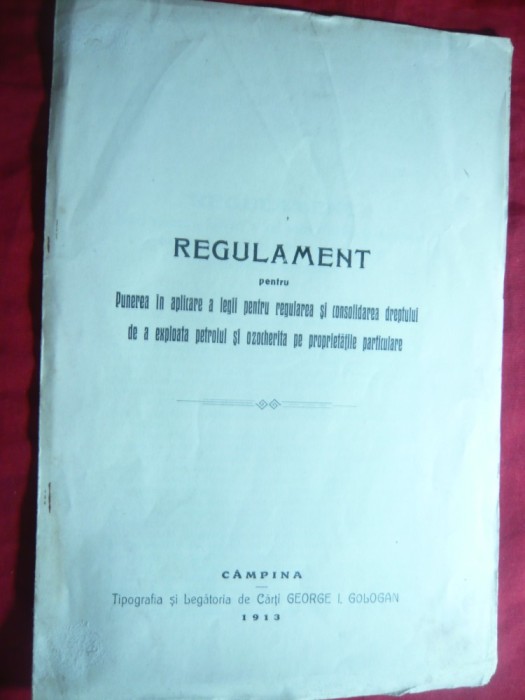 REGULAMENT
pentru
Punerea in aplicare a legii pentru regularea și consolidarea dreptului
de a exploata petrolul și ozocherita pe proprietățile particulare
CÂMPINA
Tipografia și Legătoria de Cărți GEORGE I. GOLOGAN
1913